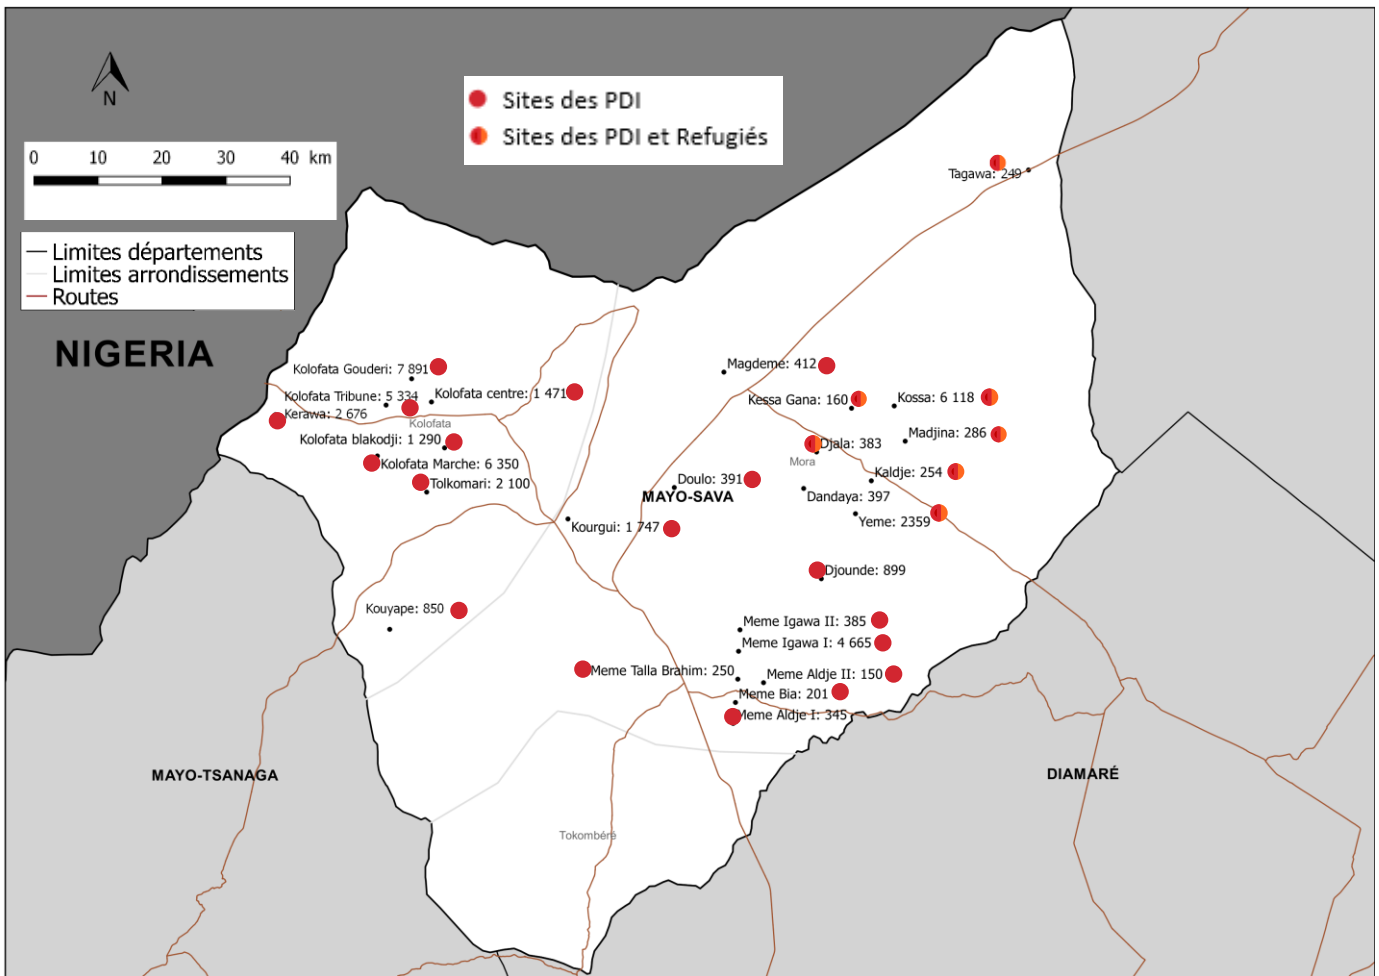 N
0 10 20 30 40 km
Sites des PDI
Sites des PDI et Refugiés
Limites départements
Limites arrondissements
Routes
NIGERIA
Tagawa: 249
Kolofata Gouderi: 7 891
Kolofata Tribune: 5 334
Kolofata centre: 1 471
Kerawa: 2 676
Kolofata
Kolofata blakodji: 1 290
Kolofata Marche: 6 350
Tolkomari: 2 100
Magdeme: 412
Kessa Gana: 160
Kossa: 6 118
Djala: 383
Madjina: 286
Mora
Kaldje: 254
Doulo: 391
MAYO-SAVA
Dandaya: 397
Yeme: 2359
Kourgui: 1 747
Djounde: 899
Kouyape: 850
Meme Igawa II: 385
Meme Igawa I: 4 665
Meme Talla Brahim: 250
Meme Aldje II: 150
Meme Bia: 201
Meme Aldje I: 345
MAYO-TSANAGA
DIAMARÉ
Tokombéré